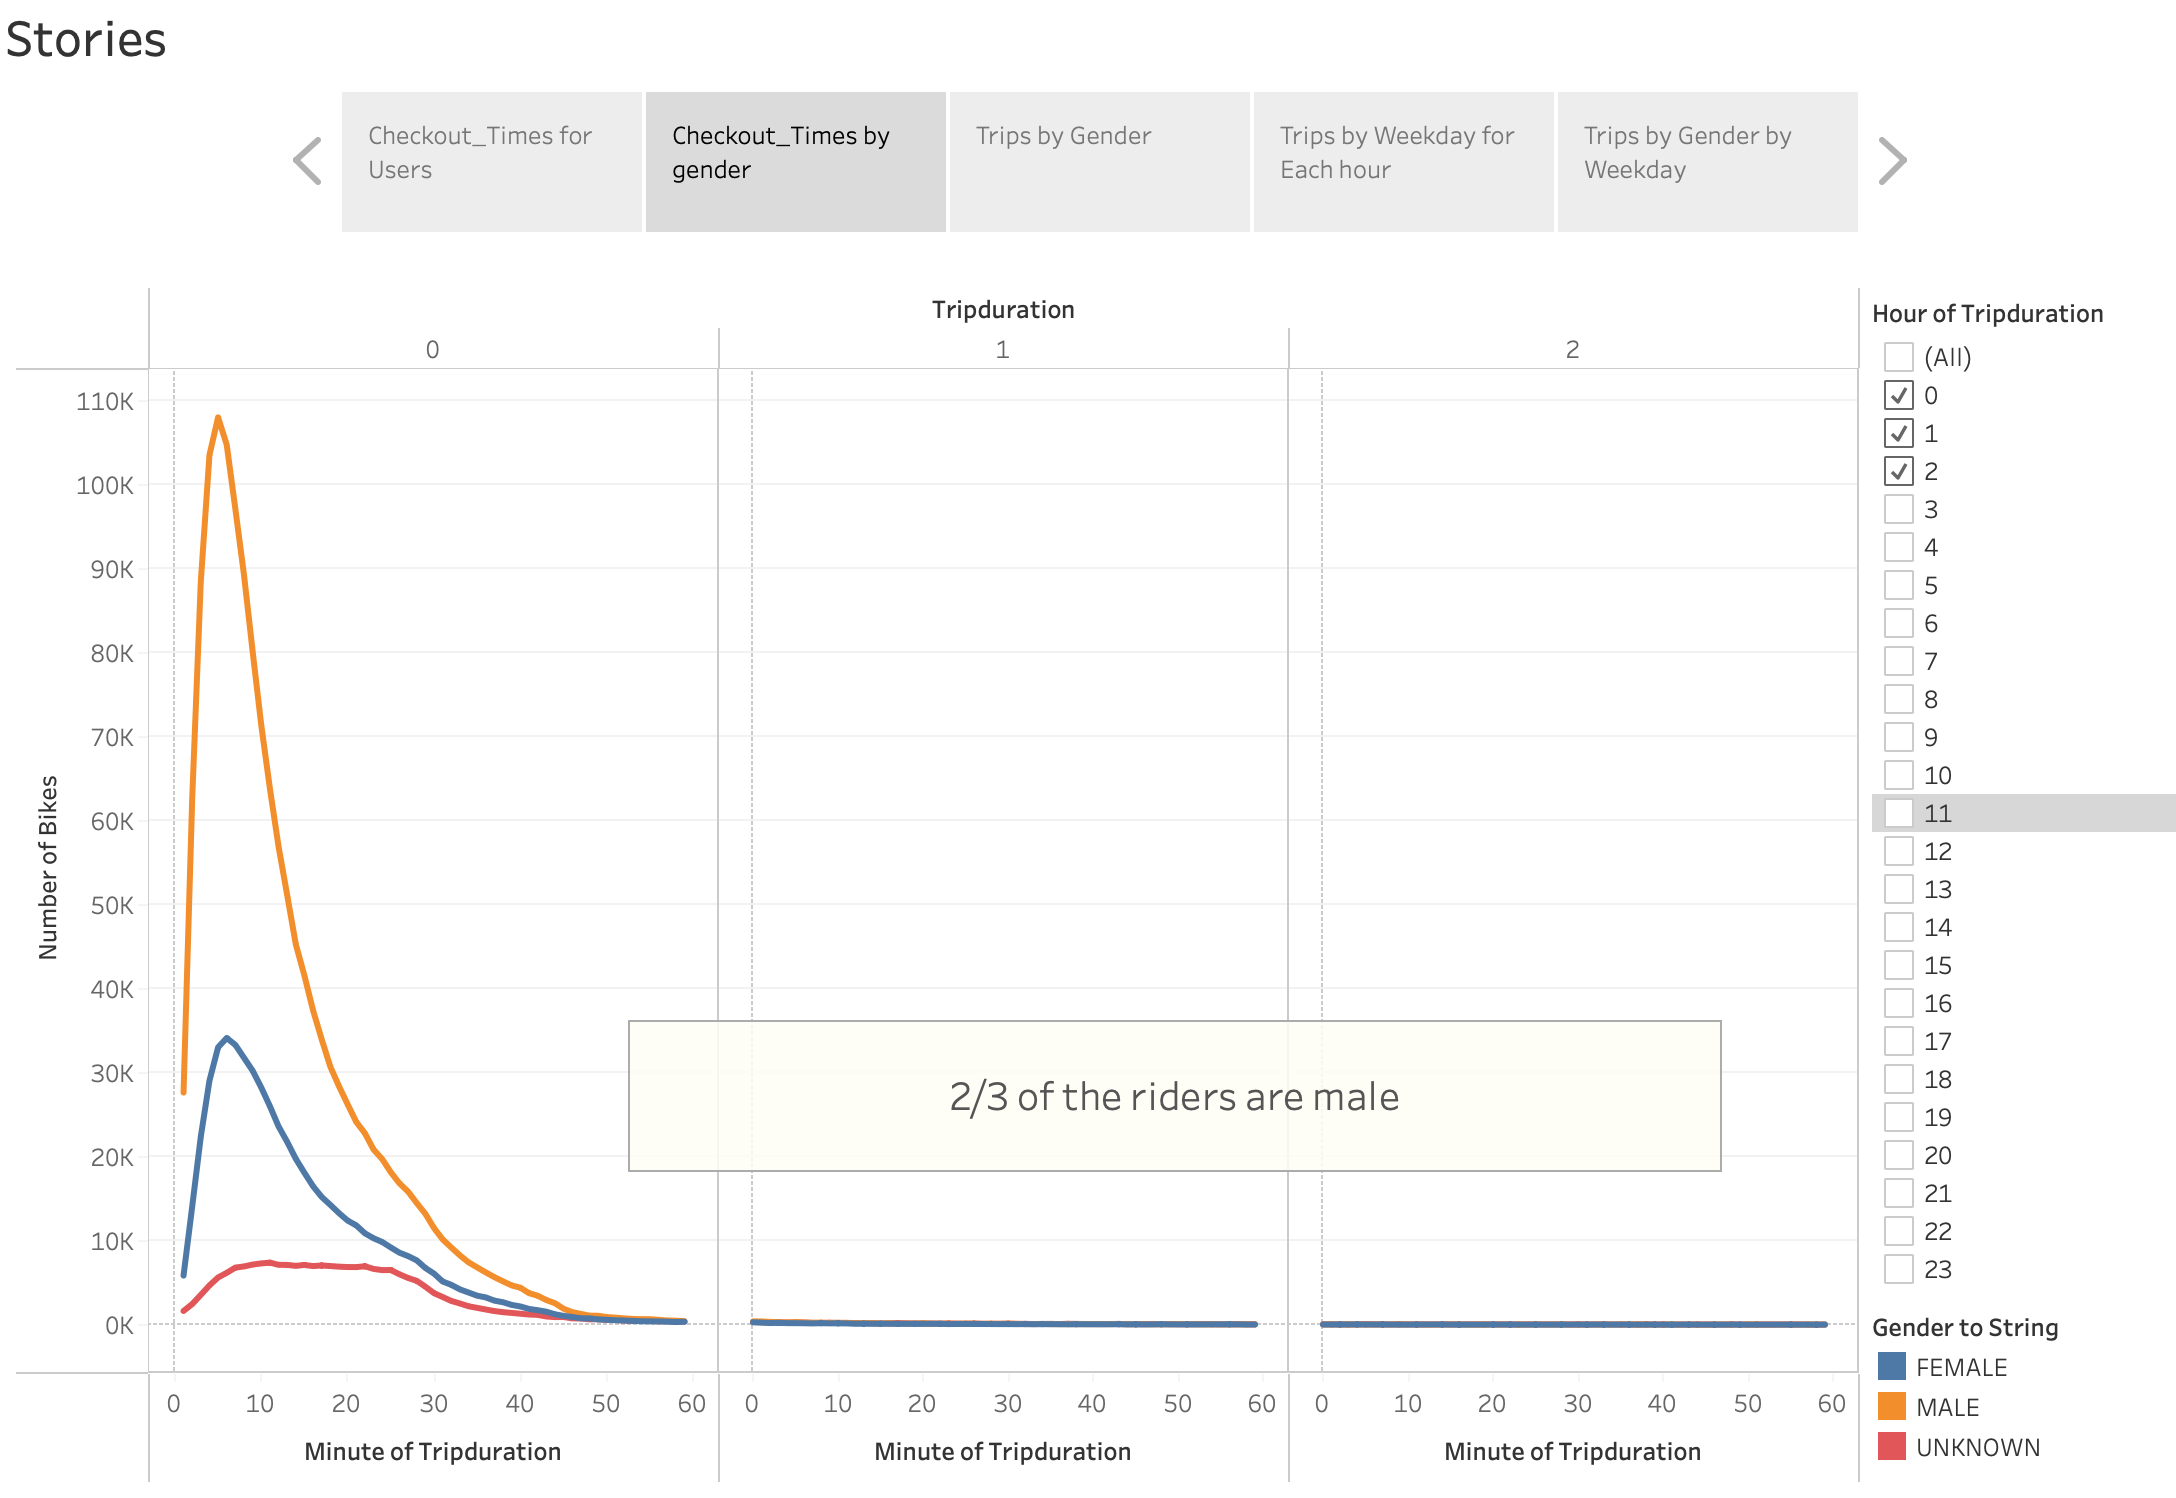 Stories
Checkout_Times for
Users
Checkout_Times by
gender
Trips by Gender
Trips by Weekday for
Each hour
Trips by Gender by
Weekday
Tripduration
0
1
2
110K
100K
90K
80K
70K
60K
50K
40K
30K
20K
10K
0K
Number of Bikes
2/3 of the riders are male
0 10 20 30 40 50 60
0 10 20 30 40 50 60
0 10 20 30 40 50 60
Minute of Tripduration
Minute of Tripduration
Minute of Tripduration
Hour of Tripduration
(All)
0
1
2
3
4
5
6
7
8
9
10
11
12
13
14
15
16
17
18
19
20
21
22
23
Gender to String
FEMALE
MALE
UNKNOWN